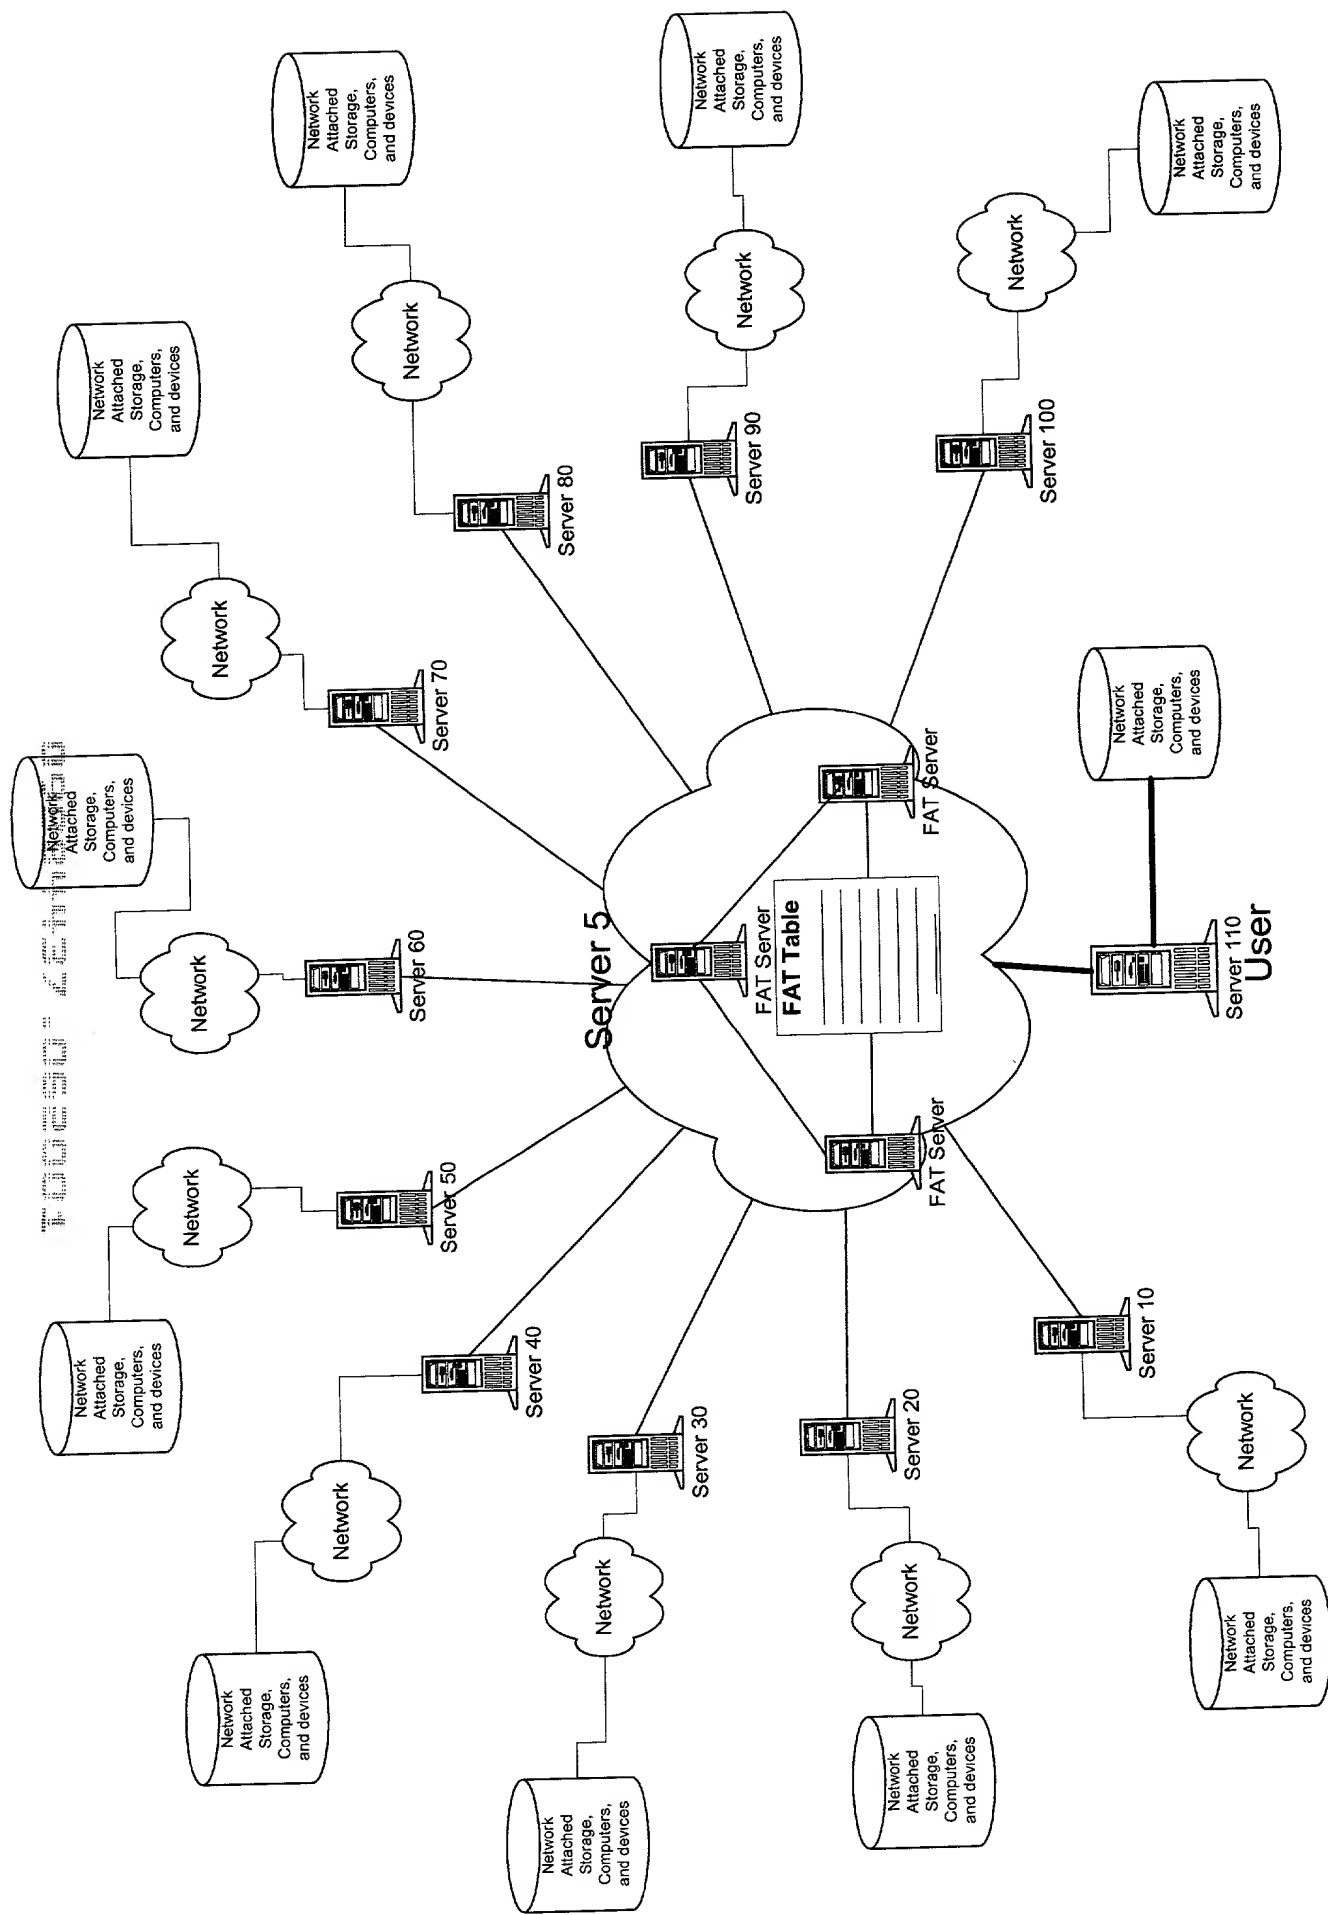 Network
Attached
Storage,
Computers,
and devices
Network
Server 50
Network
Attached
Storage,
Computers,
and devices
Network
Server 60
Network
Attached
Storage,
Computers,
and devices
Network
Server 70
Network
Attached
Storage,
Computers,
and devices
Network
Server 40
Network
Attached
Storage,
Computers,
and devices
Network
Server 80
Network
Attached
Storage,
Computers,
and devices
Network
Server 30
Server 5
FAT Server
FAT Table
FAT Server
FAT Server
Network
Attached
Storage,
Computers,
and devices
Network
Server 90
Network
Attached
Storage,
Computers,
and devices
Network
Server 20
Network
Attached
Storage,
Computers,
and devices
Network
Server 100
Network
Attached
Storage,
Computers,
and devices
Network
Server 10
Network
Attached
Storage,
Computers,
and devices
Server 110
User